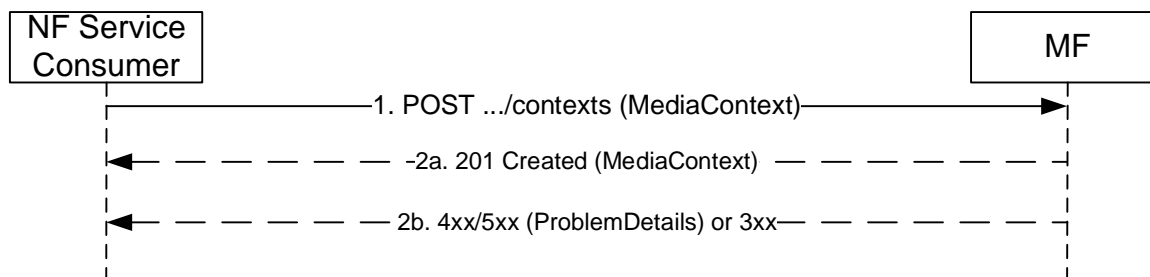 NF Service
Consumer
MF
1. POST .../contexts (MediaContext)
2a. 201 Created (MediaContext)
2b. 4xx/5xx (ProblemDetails) or 3xx